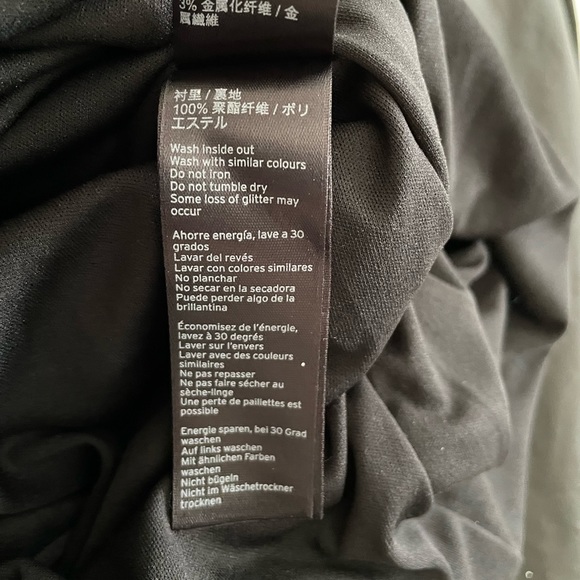 3% 金属化纤维 / 金
属繊維
衬里 / 裏地
100% 聚酯纤维 / ポリ
エステル
Wash inside out
Wash with similar colours
Do not iron
Do not tumble dry
Some loss of glitter may
occur
Ahorre energía, lave a 30
grados
Lavar del revés
Lavar con colores similares
No planchar
No secar en la secadora
Puede perder algo de la
brillantina
Économisez de l'énergie,
lavez à 30 degrés
Laver sur l'envers
Laver avec des couleurs
similaires
Ne pas repasser
Ne pas faire sécher au
sèche-linge
Une perte de paillettes est
possible
Energie sparen, bei 30 Grad
waschen
Auf links waschen
Mit ähnlichen Farben
waschen
Nicht bügeln
Nicht im Wäschetrockner
trocknen